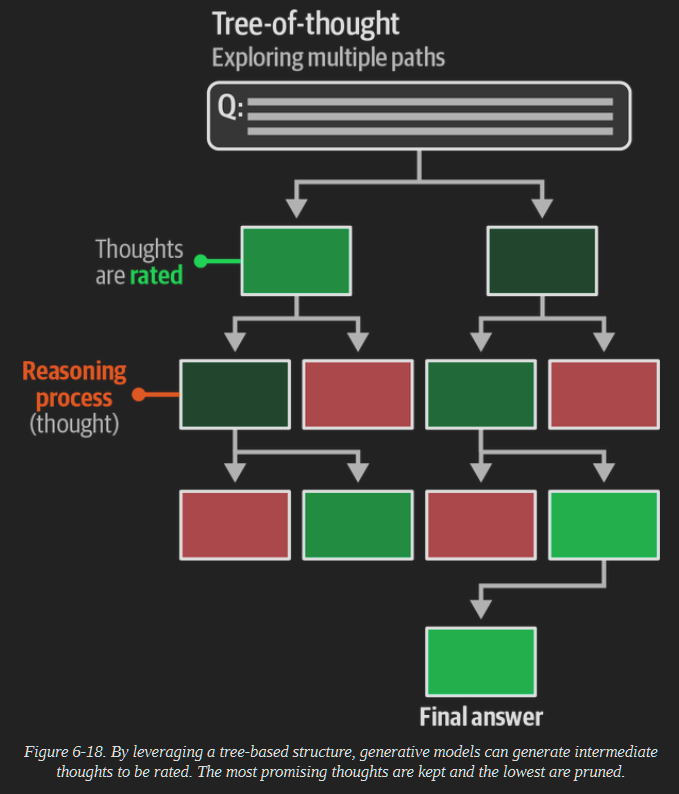 Tree-of-thought
Exploring multiple paths
Q:
Thoughts
are rated
Reasoning
process
(thought)
Final answer
Figure 6-18. By leveraging a tree-based structure, generative models can generate intermediate
thoughts to be rated. The most promising thoughts are kept and the lowest are pruned.